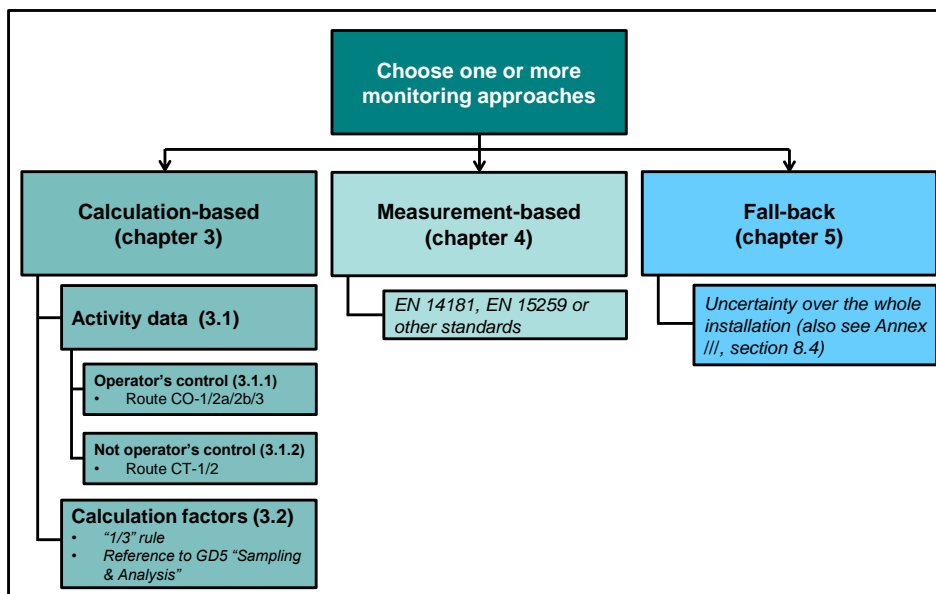 Choose one or more
monitoring approaches
Calculation-based
(chapter 3)
Measurement-based
(chapter 4)
Fall-back
(chapter 5)
Activity data (3.1)
EN 14181, EN 15259 or
other standards
Uncertainty over the whole
installation (also see Annex
III, section 8.4)
Operator's control (3.1.1)
• Route CO-1/2a/2b/3
Not operator's control (3.1.2)
• Route CT-1/2
Calculation factors (3.2)
• "1/3" rule
• Reference to GD5 "Sampling
& Analysis"